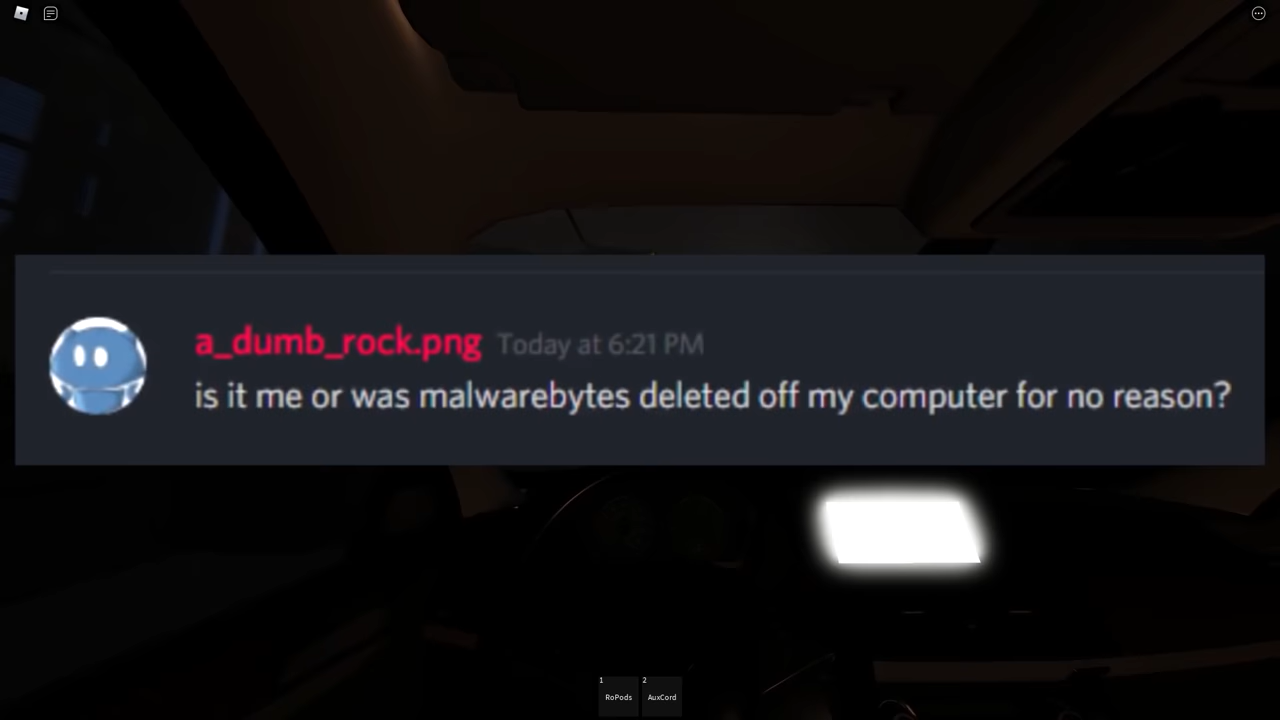 a_dumb_rock.png Today at 6:21 PM
is it me or was malwarebytes deleted off my computer for no reason?
1 2
RoPods AuxCord